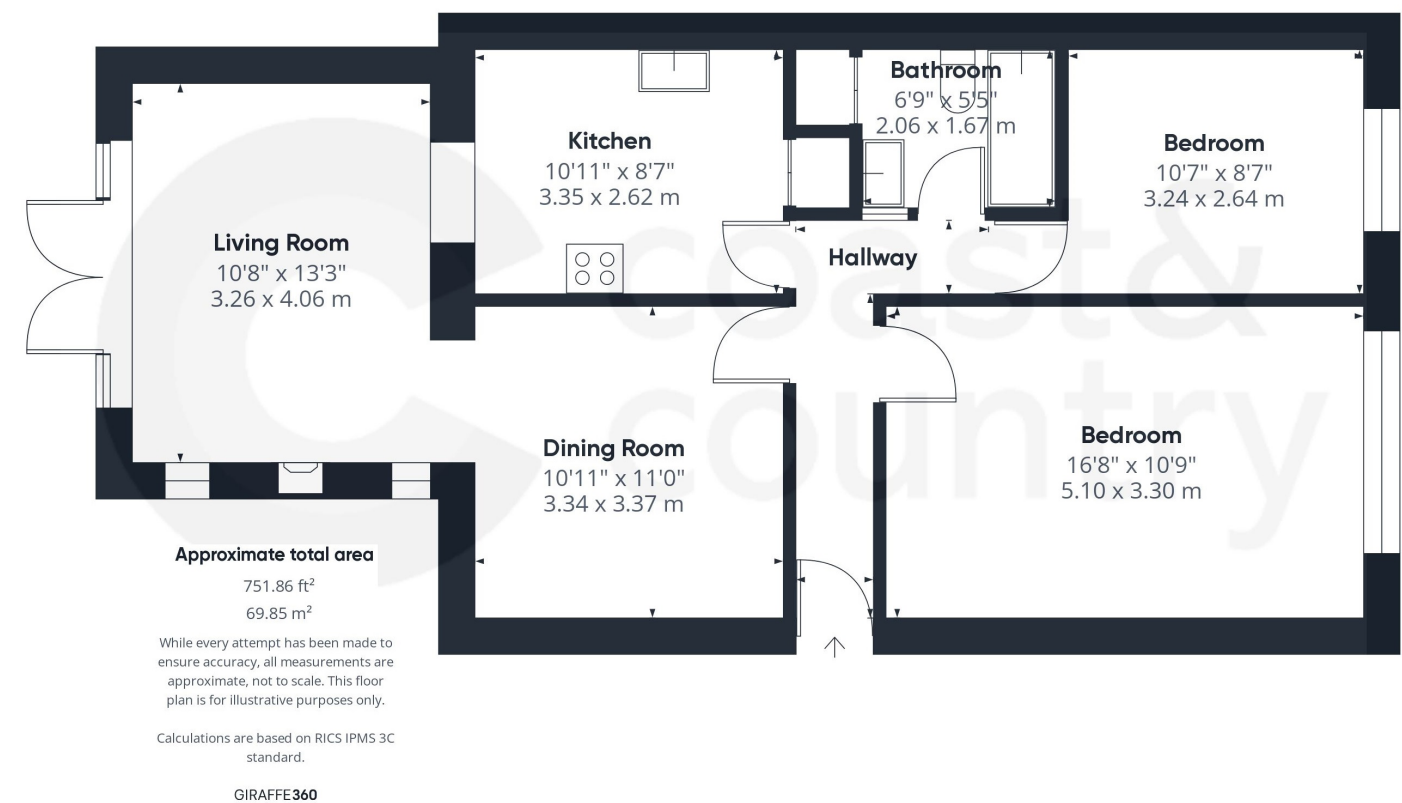 Bathroom
6'9" x 5'5"
2.06 x 1.67 m
Kitchen
10'11" x 8'7"
3.35 x 2.62 m
Bedroom
10'7" x 8'7"
3.24 x 2.64 m
Living Room
10'8" x 13'3"
3.26 x 4.06 m
Hallway
coast &
country
Dining Room
10'11" x 11'0"
3.34 x 3.37 m
Bedroom
16'8" x 10'9"
5.10 x 3.30 m
Approximate total area
751.86 ft²
69.85 m²
While every attempt has been made to
ensure accuracy, all measurements are
approximate, not to scale. This floor
plan is for illustrative purposes only.
Calculations are based on RICS IPMS 3C
standard.
GIRAFFE360